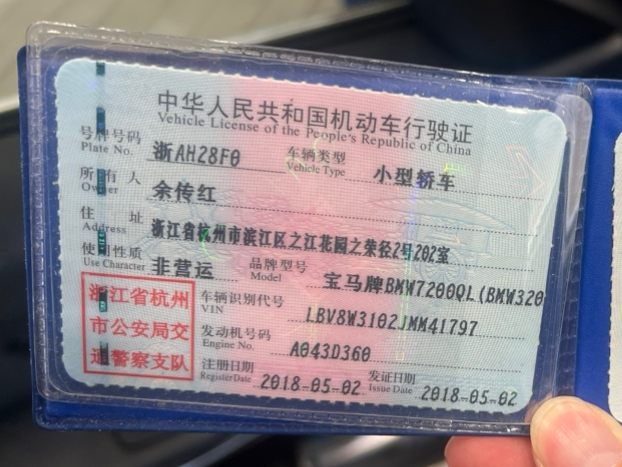 中华人民共和国机动车行驶证
Vehicle License of the People's Republic of China
号牌号码 浙AH28F0 车辆类型 小型轿车
Plate No. Vehicle Type
所有人 余传红
Owner
住址 浙江省杭州市滨江区之江花园之荣径2号202室
Address
使用性质 非营运 品牌型号 宝马牌BMW7200QL(BMW320
Use Character Model
浙江省杭州 车辆识别代号 LBV8W3102JMM41797
VIN
市公安局交 发动机号码 A043D360
Engine No.
通警察支队 注册日期 2018-05-02 发证日期 2018-05-02
Register Date Issue Date